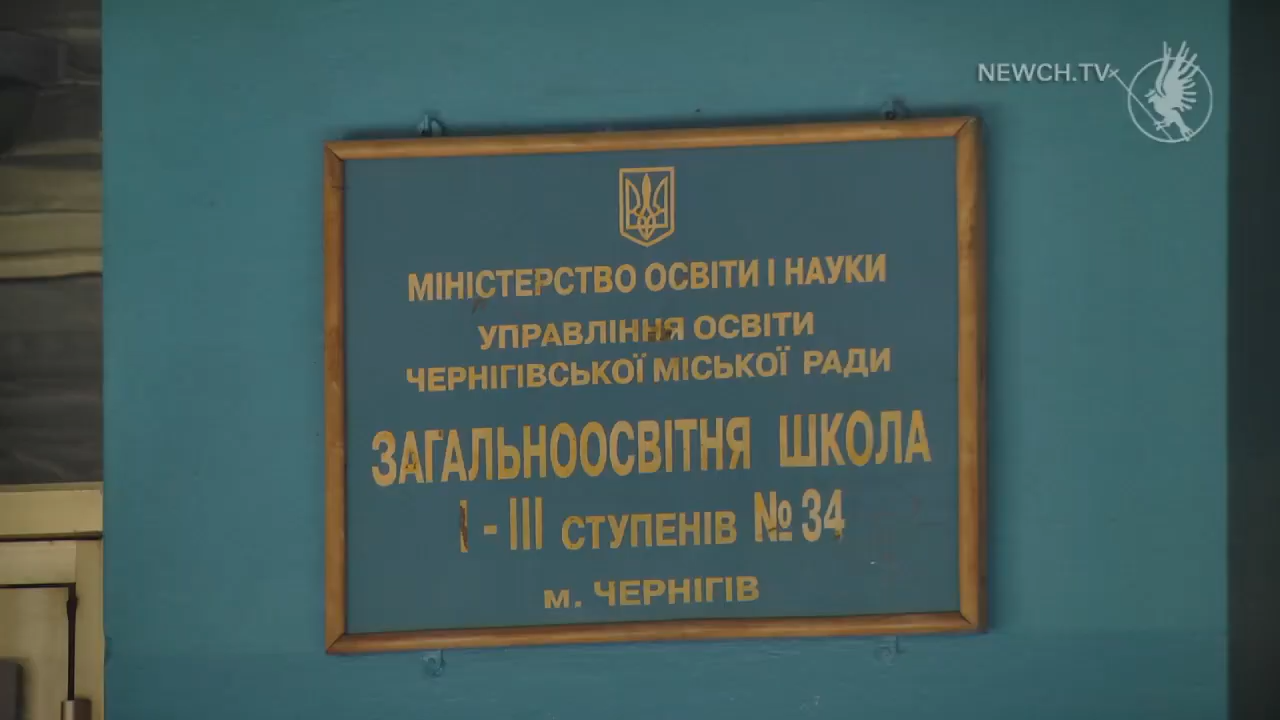 NEWCH.TV
МІНІСТЕРСТВО ОСВІТИ І НАУКИ
УПРАВЛІННЯ ОСВІТИ
ЧЕРНІГІВСЬКОЇ МІСЬКОЇ РАДИ
ЗАГАЛЬНООСВІТНЯ ШКОЛА
І - ІІІ СТУПЕНІВ № 34
м. ЧЕРНІГІВ